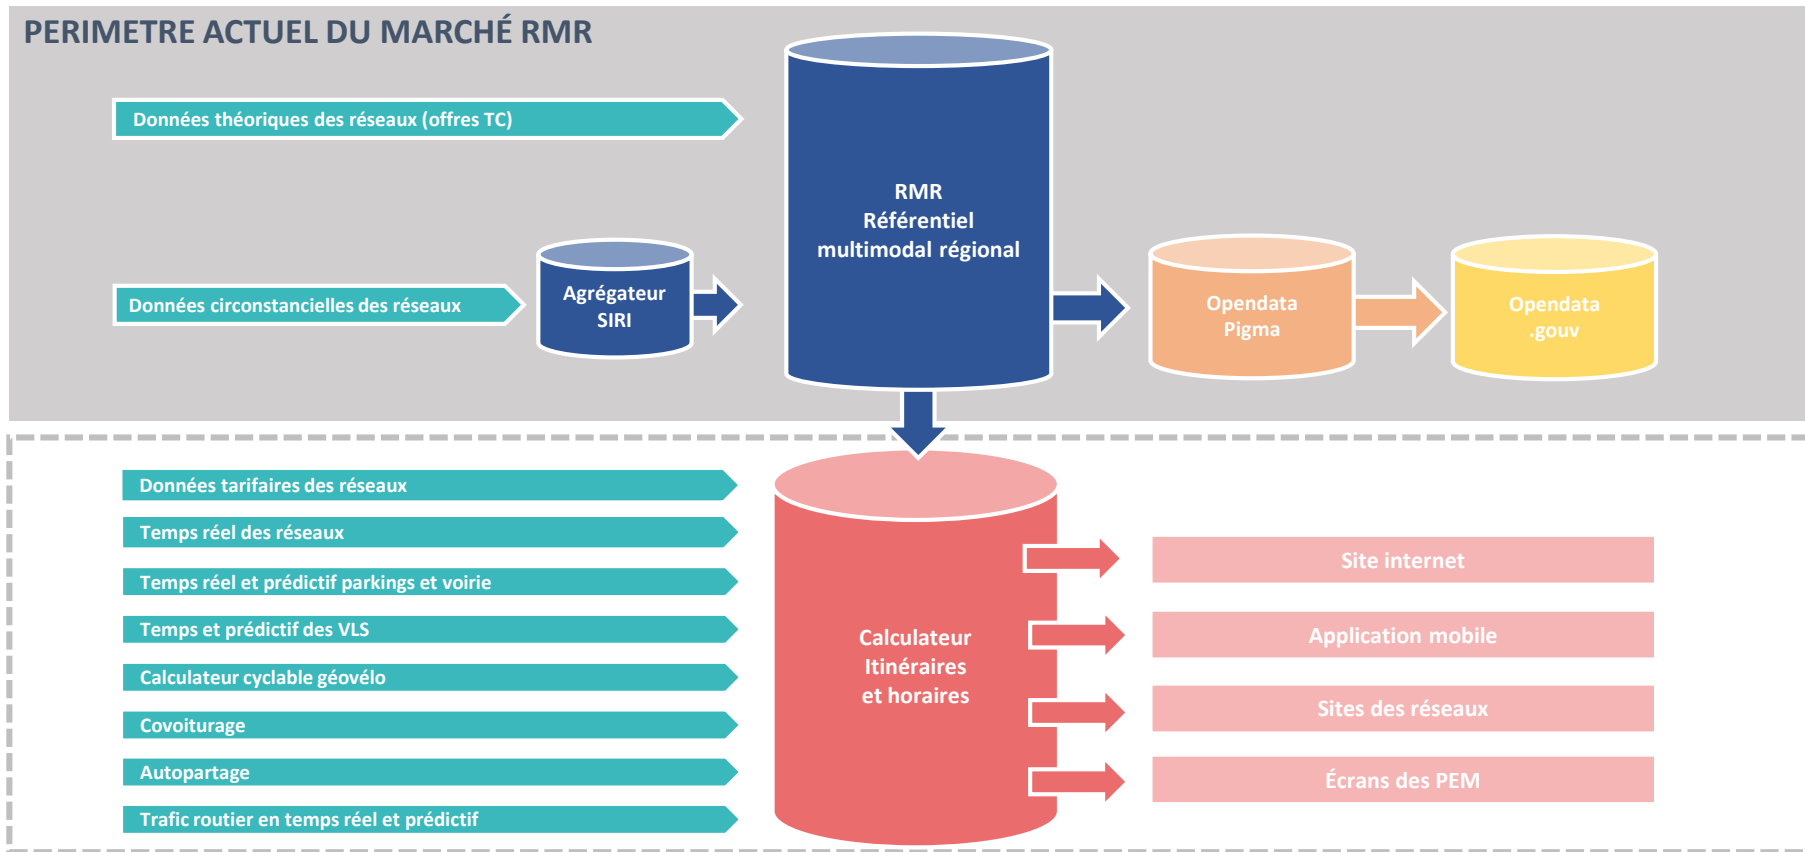 PERIMETRE ACTUEL DU MARCHÉ RMR
Données théoriques des réseaux (offres TC)
RMR
Référentiel
multimodal régional
Données circonstancielles des réseaux
Agrégateur
SIRI
Opendata
Pigma
Opendata
.gouv
Données tarifaires des réseaux
Temps réel des réseaux
Temps réel et prédictif parkings et voirie
Temps et prédictif des VLS
Calculateur cyclable géovélo
Covoiturage
Autopartage
Trafic routier en temps réel et prédictif
Calculateur
Itinéraires
et horaires
Site internet
Application mobile
Sites des réseaux
Écrans des PEM